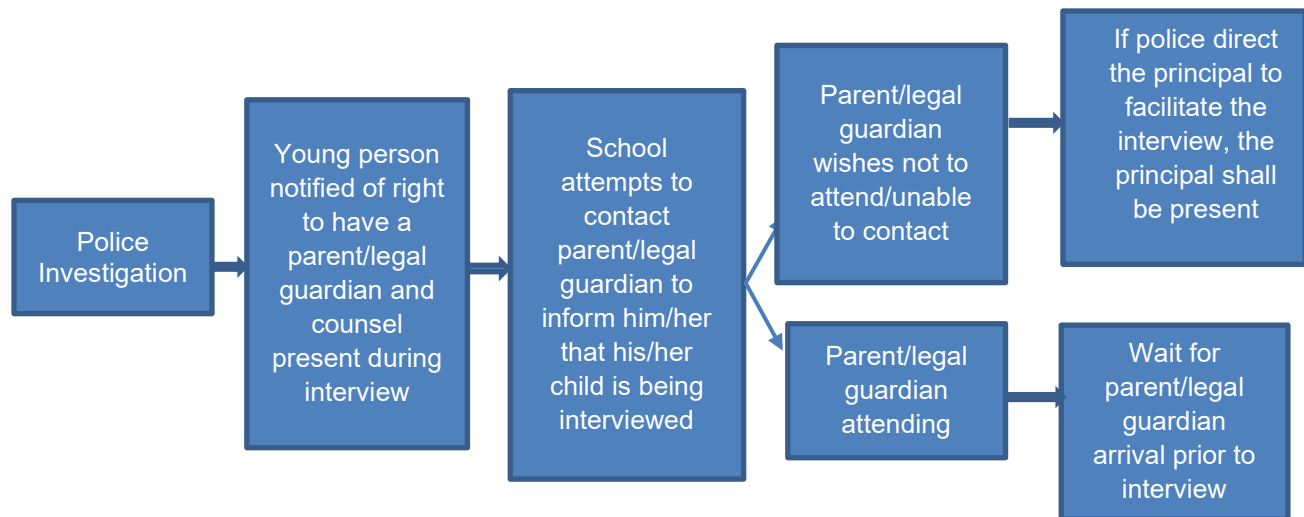 Police
Investigation
Young person
notified of right
to have a
parent/legal
guardian and
counsel
present during
interview
School
attempts to
contact
parent/legal
guardian to
inform him/her
that his/her
child is being
interviewed
Parent/legal
guardian
wishes not to
attend/unable
to contact
If police direct
the principal to
facilitate the
interview, the
principal shall
be present
Parent/legal
guardian
attending
Wait for
parent/legal
guardian
arrival prior to
interview